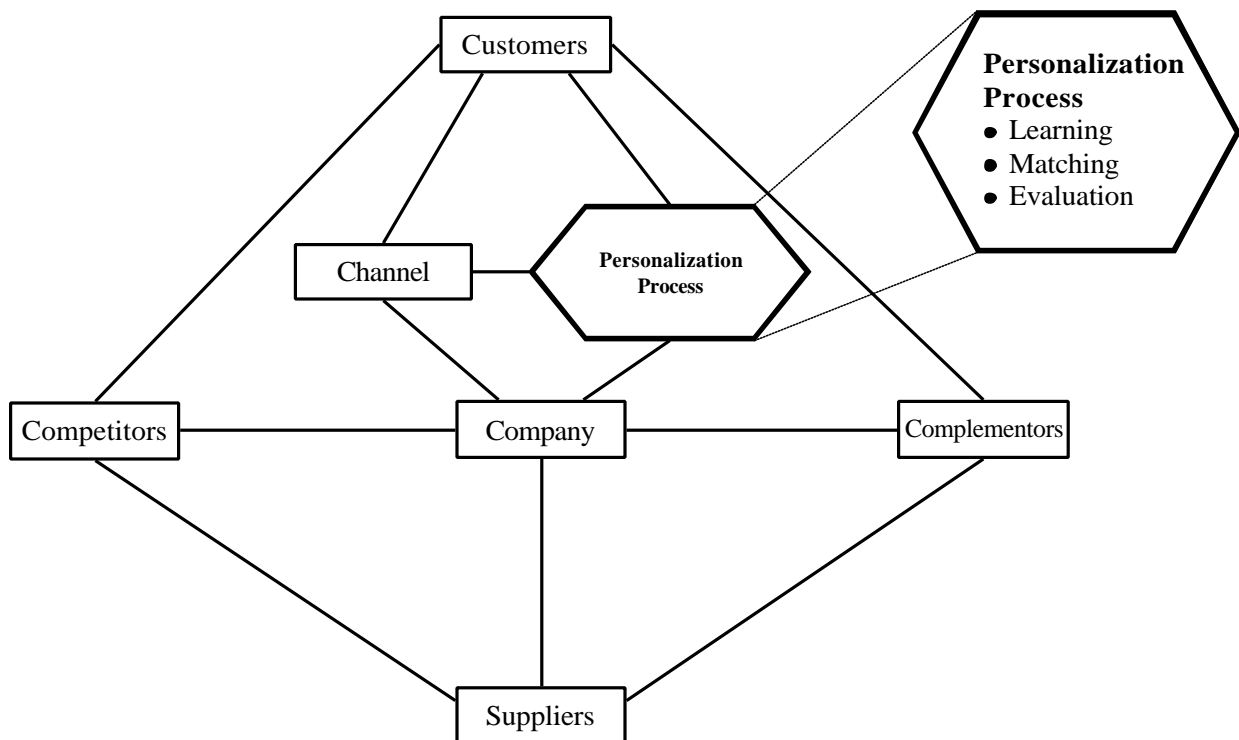 Customers
Personalization
Process
● Learning
● Matching
● Evaluation
Channel
Personalization
Process
Competitors
Company
Complementors
Suppliers